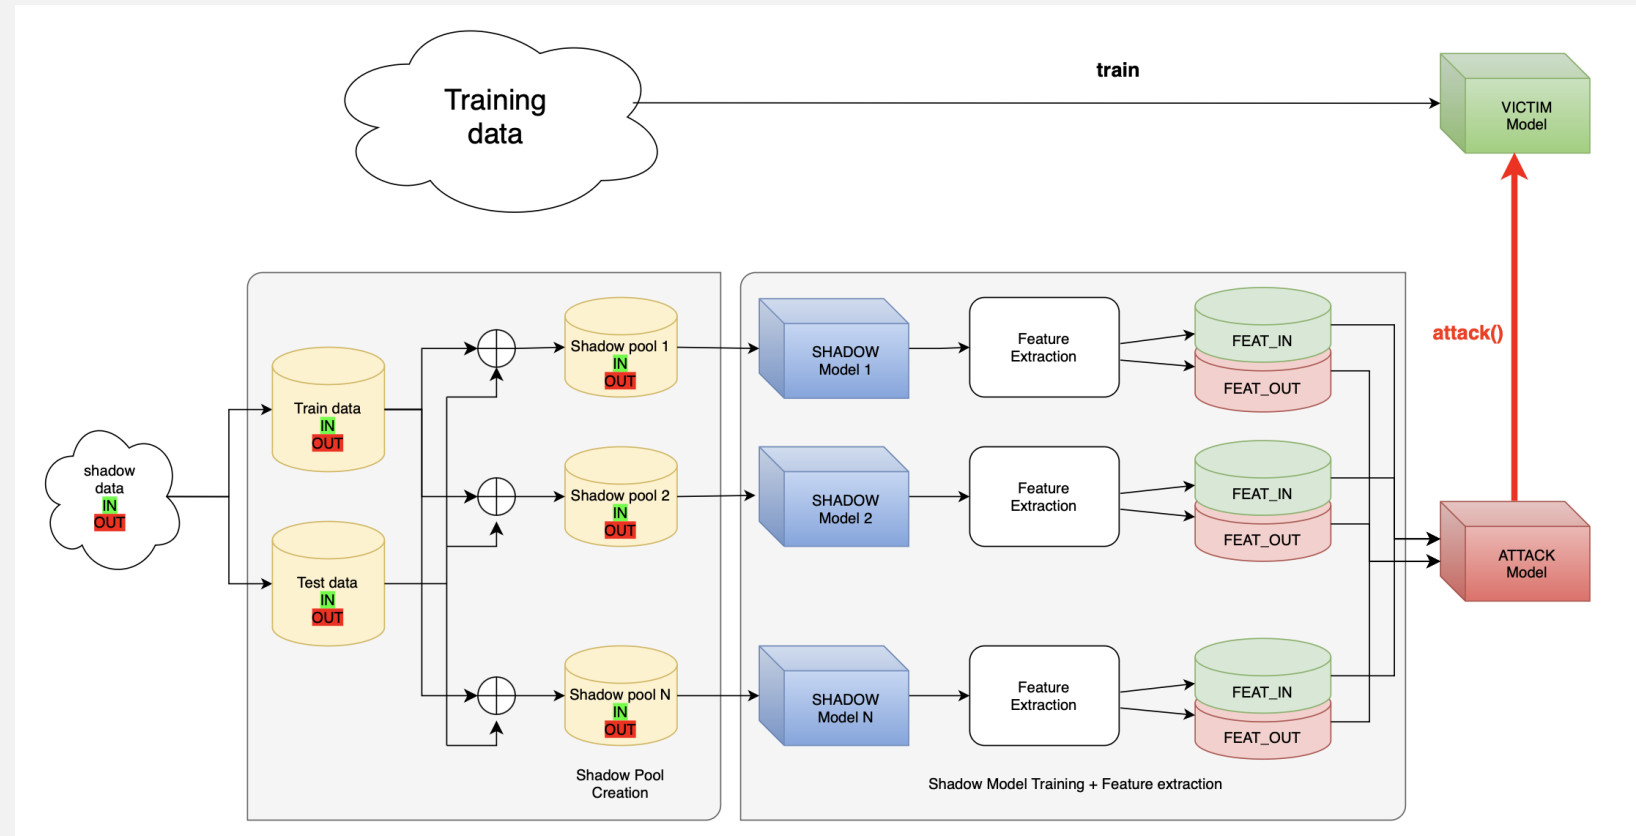 Training
data
train
VICTIM
Model
attack()
shadow
data
IN
OUT
Train data
IN
OUT
Test data
IN
OUT
Shadow pool 1
IN
OUT
Shadow pool 2
IN
OUT
Shadow pool N
IN
OUT
Shadow Pool
Creation
SHADOW
Model 1
Feature
Extraction
FEAT_IN
FEAT_OUT
SHADOW
Model 2
Feature
Extraction
FEAT_IN
FEAT_OUT
SHADOW
Model N
Feature
Extraction
FEAT_IN
FEAT_OUT
Shadow Model Training + Feature extraction
ATTACK
Model